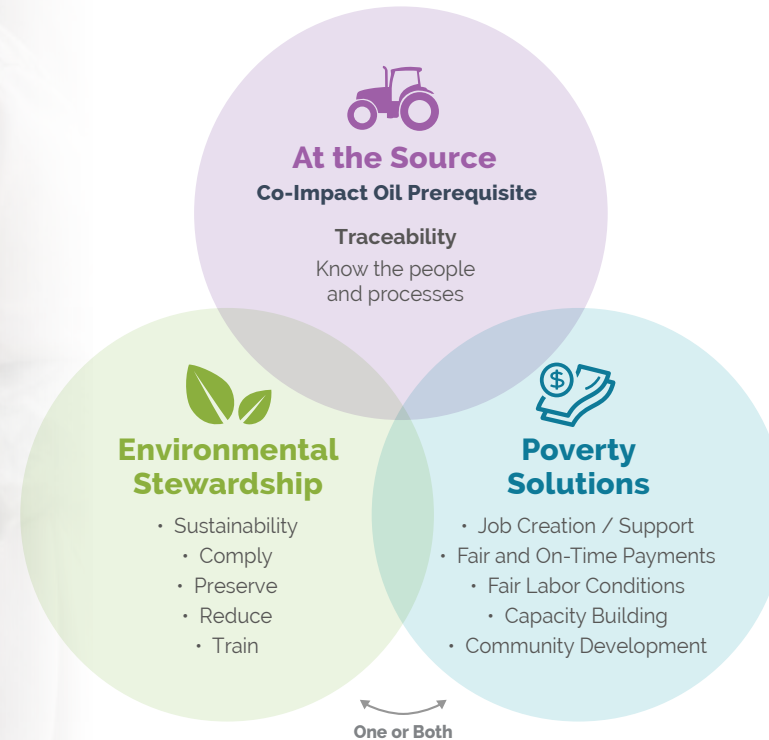 At the Source
Co-Impact Oil Prerequisite
Traceability
Know the people
and processes
Environmental
Stewardship
• Sustainability
• Comply
• Preserve
• Reduce
• Train
$
Poverty
Solutions
• Job Creation / Support
• Fair and On-Time Payments
• Fair Labor Conditions
• Capacity Building
• Community Development
One or Both